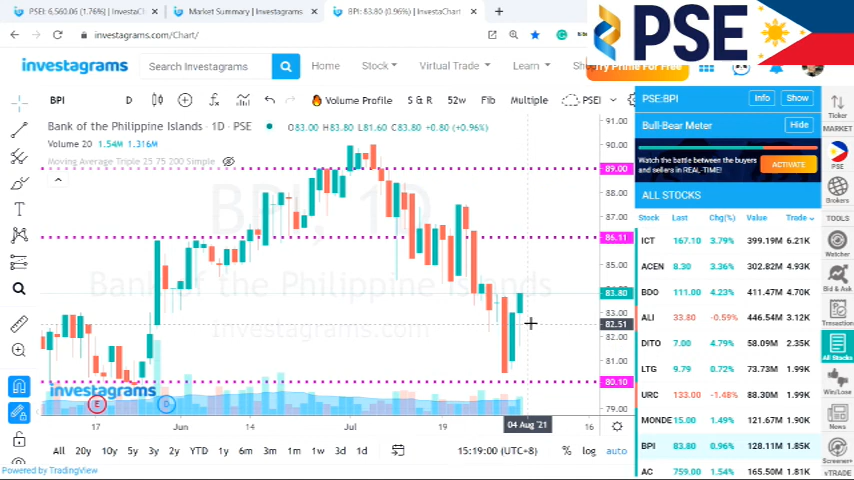 PSEi: 6,560.06 (1.76%) | InvestaCh
Market Summary | Investagrams
BPI: 83.80 (0.96%) | InvestaChart
investagrams.com/Chart/
PSE
investagrams
Search Investagrams
Home
Stock
Virtual Trade
Learn
Try Prime For Free
BPI
D
Volume Profile
S & R
52w
Fib
Multiple
PSEI
Bank of the Philippine Islands · 1D · PSE
O83.00 H83.80 L81.60 C83.80 +0.80 (+0.96%)
Volume 20 1.54M 1.316M
Moving Average Triple 25 75 200 Simple
BPI, 1D
Bank of the Philippine Islands
investagrams.com
91.00
90.00
89.00
88.00
87.00
86.11
85.00
83.80
83.00
82.51
81.00
80.10
79.00
investagrams
E
D
17
Jun
14
Jul
19
04 Aug '21
16
All
20y
10y
5y
3y
2y
YTD
1y
6m
3m
1m
1w
3d
1d
15:19:00 (UTC+8)
%
log
auto
Powered by TradingView
PSE:BPI
Info
Show
Bull-Bear Meter
Hide
Watch the battle between the buyers
and sellers in REAL-TIME!
ACTIVATE
ALL STOCKS
Stock Last Chg(%) Value Trade
ICT 167.10 3.79% 399.19M 6.21K
ACEN 8.30 3.36% 302.82M 4.93K
BDO 111.00 4.23% 411.47M 4.70K
ALI 33.80 -0.59% 446.54M 3.12K
DITO 7.00 4.79% 58.09M 2.35K
LTG 9.79 0.72% 73.73M 1.99K
URC 133.00 -1.48% 88.30M 1.99K
MONDE 15.00 1.49% 121.67M 1.90K
BPI 83.80 0.96% 128.11M 1.85K
AC 759.00 1.54% 165.50M 1.81K
Ticker
MARKET
PSE
Brokers
TOOLS
Watcher
Bid & Ask
Transaction
All Stocks
Win/Lose
News
Screener+
vTRADE